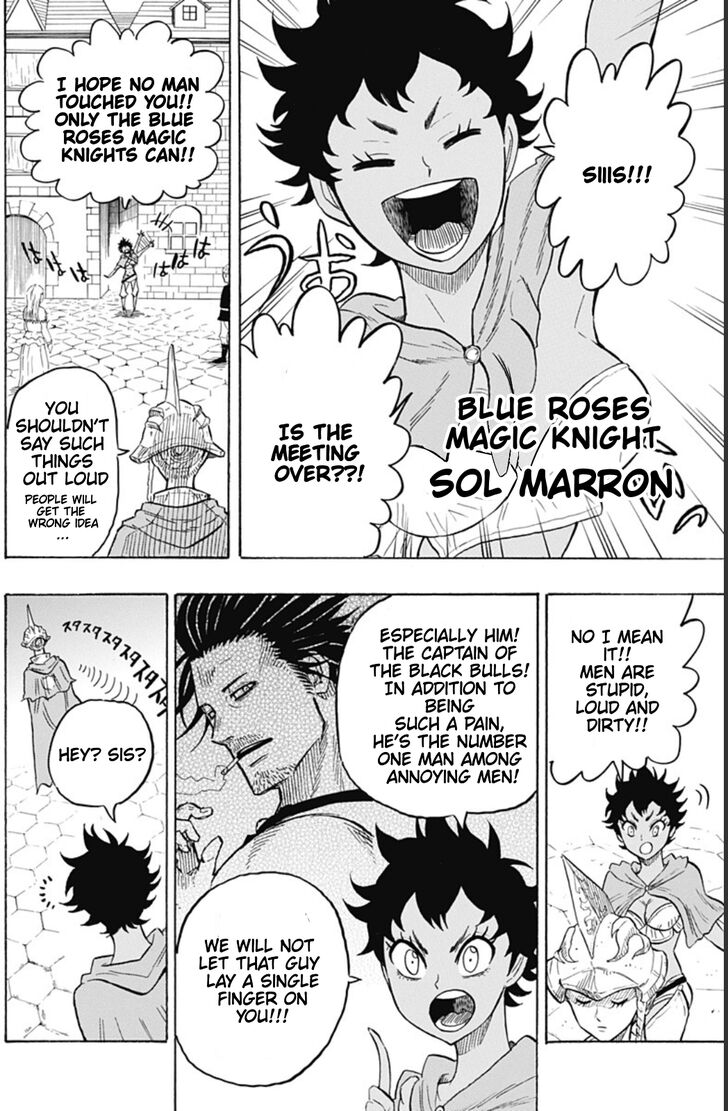 SIIIS!!!
IS THE
MEETING
OVER??!
BLUE ROSES
MAGIC KNIGHT
SOL MARRON
I HOPE NO MAN
TOUCHED YOU!!
ONLY THE BLUE
ROSES MAGIC
KNIGHTS CAN!!
はは
ははは
YOU
SHOULDN'T
SAY SUCH
THINGS
OUT LOUD
PEOPLE WILL
GET THE
WRONG IDEA
...
NO I MEAN
IT!!
MEN ARE
STUPID,
LOUD AND
DIRTY!!
ESPECIALLY HIM!
THE CAPTAIN OF
THE BLACK BULLS!
IN ADDITION TO
BEING
SUCH A PAIN,
HE'S THE NUMBER
ONE MAN AMONG
ANNOYING MEN!
WE WILL NOT
LET THAT GUY
LAY A SINGLE
FINGER ON
YOU!!!
スタスタスタスタスタ
HEY? SIS?